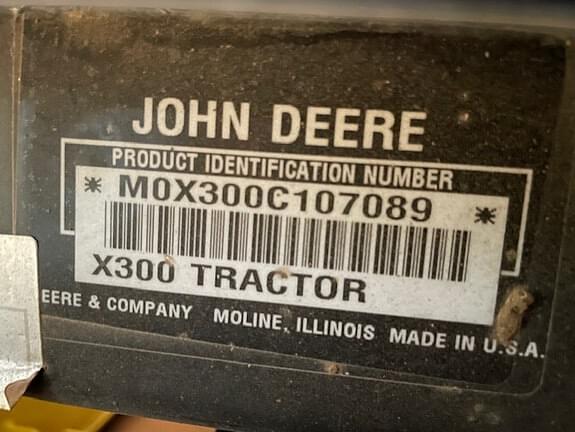 JOHN DEERE
PRODUCT IDENTIFICATION NUMBER
* M0X300C107089 *
X300 TRACTOR
EERE & COMPANY MOLINE, ILLINOIS MADE IN U.S.A.